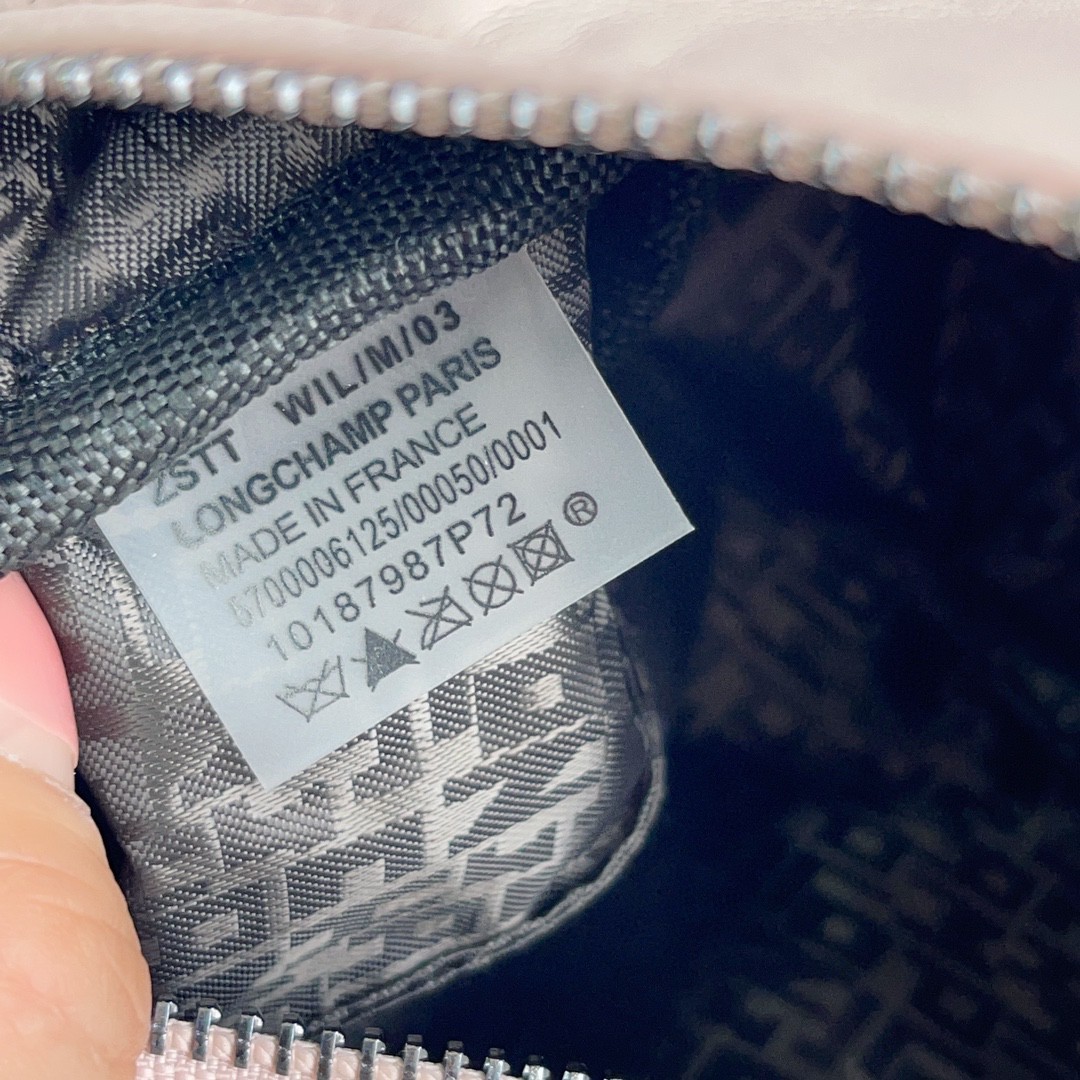 ZSTT WIL/M/03
LONGCHAMP PARIS
MADE IN FRANCE
5700006125/00050/0001
10187987P72
®